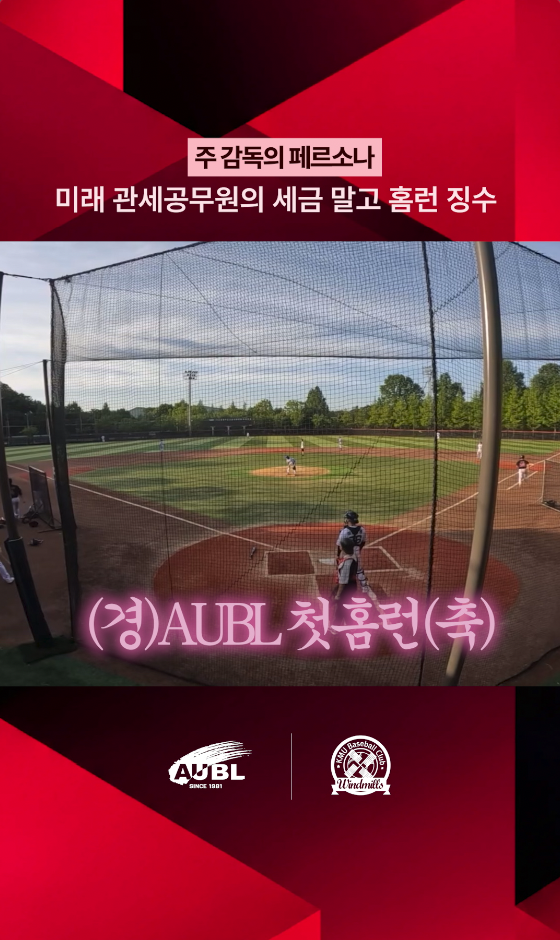 주 감독의 페르소나
미래 관세공무원의 세금 말고 홈런 징수
(경)AUBL 첫홈런(축)
AUBL
SINCE 1981
KMU Baseball Club
Windmills